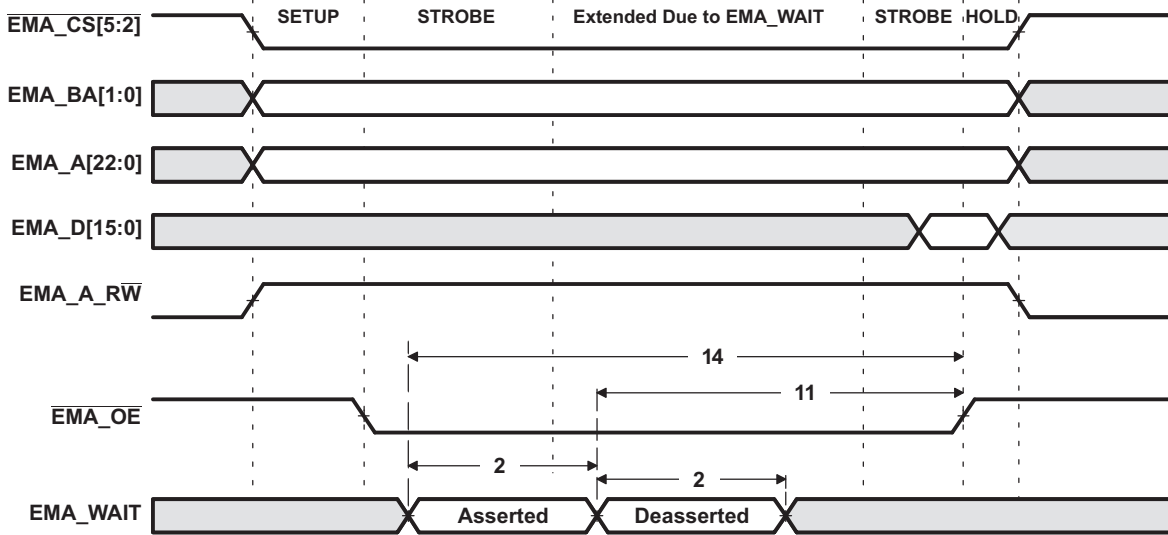 SETUP STROBE Extended Due to EMA_WAIT STROBE HOLD
EMA_CS[5:2]
EMA_BA[1:0]
EMA_A[22:0]
EMA_D[15:0]
EMA_A_RW̅
14
11
EMA_OE
2
2
EMA_WAIT Asserted Deasserted